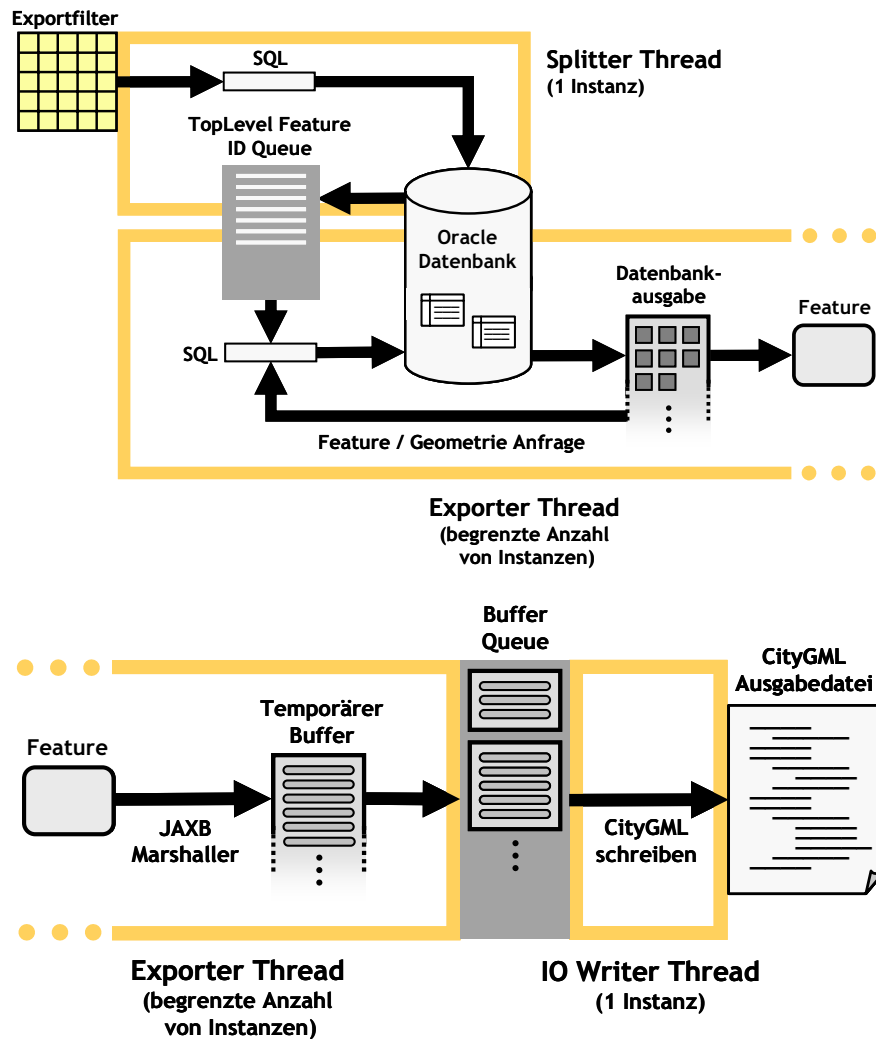 Exportfilter
SQL
Splitter Thread
(1 Instanz)
TopLevel Feature
ID Queue
Oracle
Datenbank
Datenbank-
ausgabe
Feature
SQL
Feature / Geometrie Anfrage
Exporter Thread
(begrenzte Anzahl
von Instanzen)
Buffer
Queue
CityGML
Ausgabedatei
Temporärer
Buffer
Feature
JAXB
Marshaller
CityGML
schreiben
Exporter Thread
(begrenzte Anzahl
von Instanzen)
IO Writer Thread
(1 Instanz)